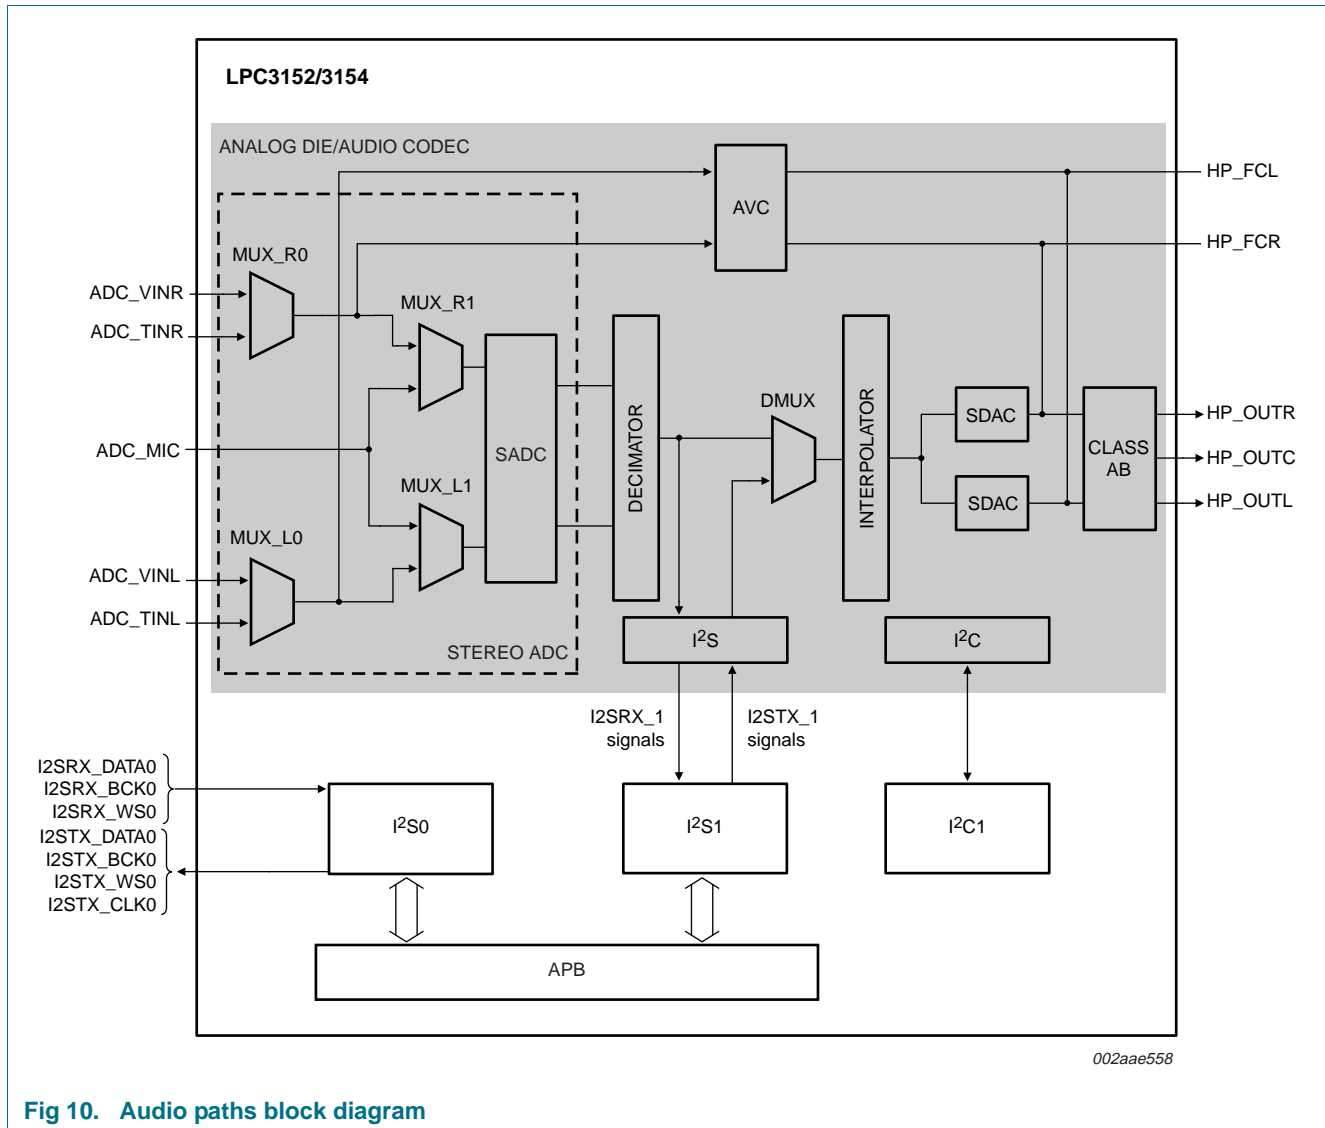 LPC3152/3154
ANALOG DIE/AUDIO CODEC
HP_FCL
AVC
HP_FCR
MUX_R0
ADC_VINR
MUX_R1
ADC_TINR
DMUX
SDAC
HP_OUTR
ADC_MIC
SADC
DECIMATOR
INTERPOLATOR
CLASS
AB
HP_OUTC
MUX_L1
SDAC
HP_OUTL
MUX_L0
ADC_VINL
ADC_TINL
I²S
I²C
STEREO ADC
I2SRX_1
signals
I2STX_1
signals
I2SRX_DATA0
I2SRX_BCK0
I2SRX_WS0
I2STX_DATA0
I2STX_BCK0
I2STX_WS0
I2STX_CLK0
I²S0
I²S1
I²C1
APB
002aae558
Fig 10. Audio paths block diagram